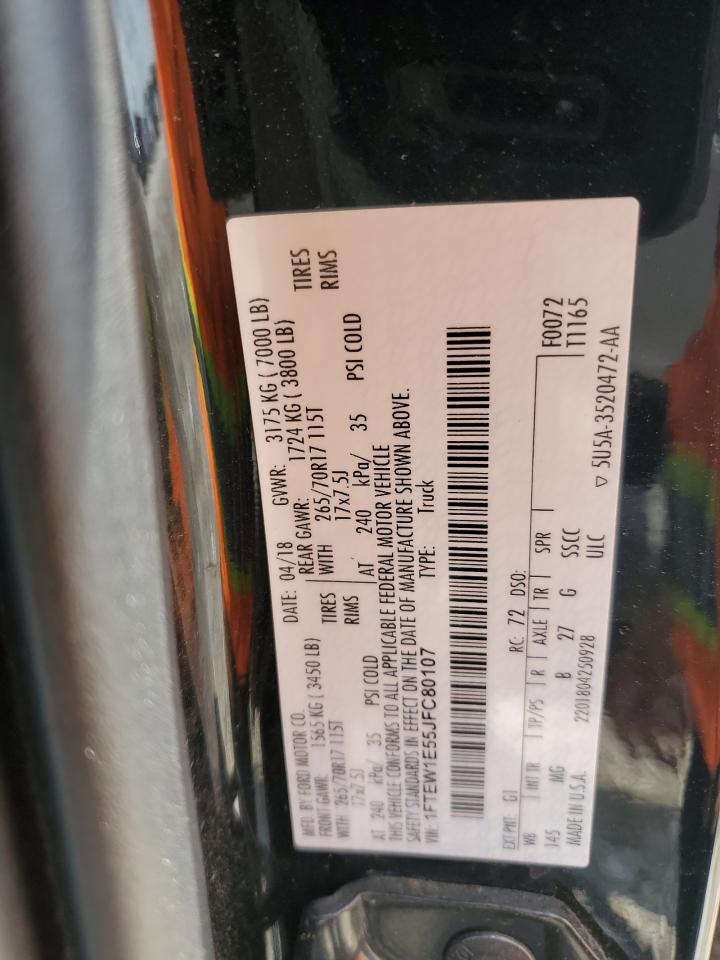 MFD. BY FORD MOTOR CO. DATE: 04/18 GVWR: 3175 KG ( 7000 LB)
FRONT GAWR: 1565 KG ( 3450 LB) REAR GAWR: 1724 KG ( 3800 LB)
WITH 265/70R17 115T TIRES WITH 265/70R17 115T TIRES
17x7.5J RIMS 17x7.5J RIMS
AT 240 kPa/ 35 PSI COLD AT 240 kPa/ 35 PSI COLD
THIS VEHICLE CONFORMS TO ALL APPLICABLE FEDERAL MOTOR VEHICLE
SAFETY STANDARDS IN EFFECT ON THE DATE OF MANUFACTURE SHOWN ABOVE.
VIN: 1FTEW1E55JFC80107 TYPE: Truck
EXT PNT: G1 RC: 72 DSO: F0072
WB INT TR TP/PS R AXLE TR SPR T1165
145 MG B 27 G SSCC
MADE IN U.S.A. 2201804250928 ULC ▽ 5U5A-3520472-AA